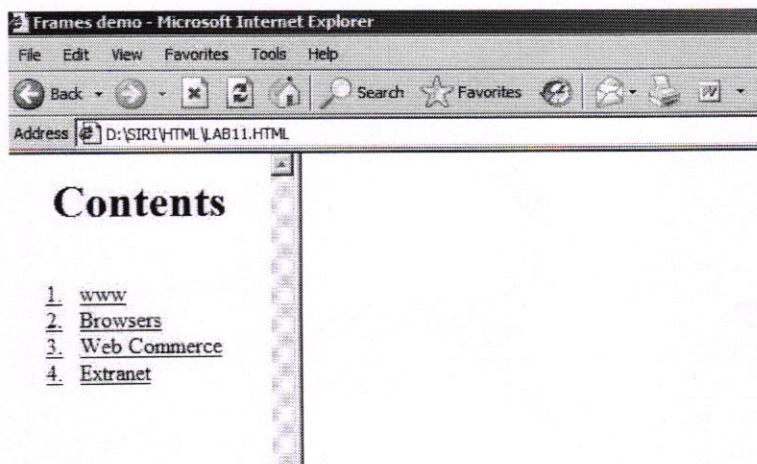 Frames demo - Microsoft Internet Explorer
File Edit View Favorites Tools Help
Back Search Favorites
Address D:\SIRI\HTML\LAB11.HTML
Contents
1. www
2. Browsers
3. Web Commerce
4. Extranet